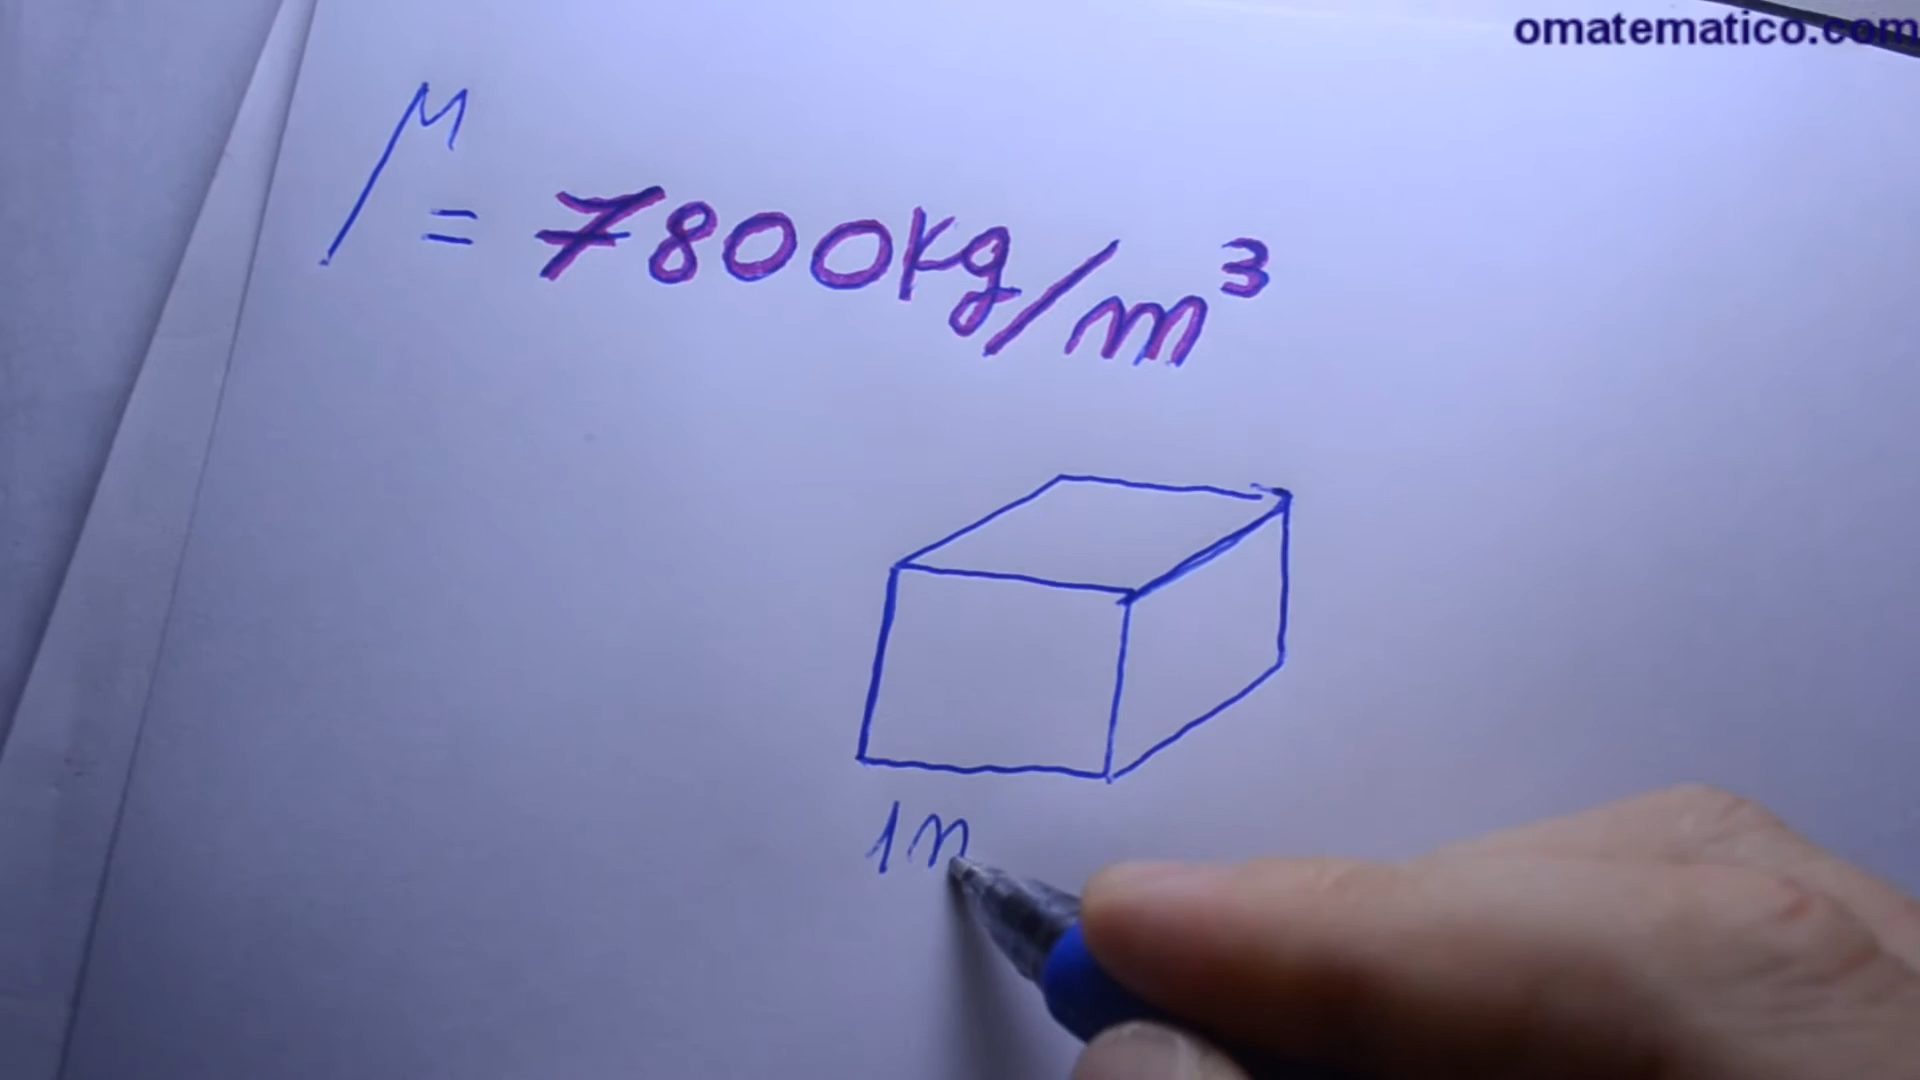 omatematico.com
μ = 7800kg/m³
1m